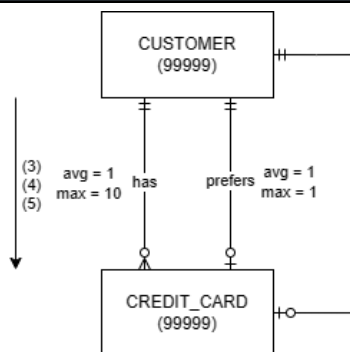 CUSTOMER
(99999)
(3)
(4)
(5)
avg = 1
max = 10
has
prefers
avg = 1
max = 1
CREDIT_CARD
(99999)